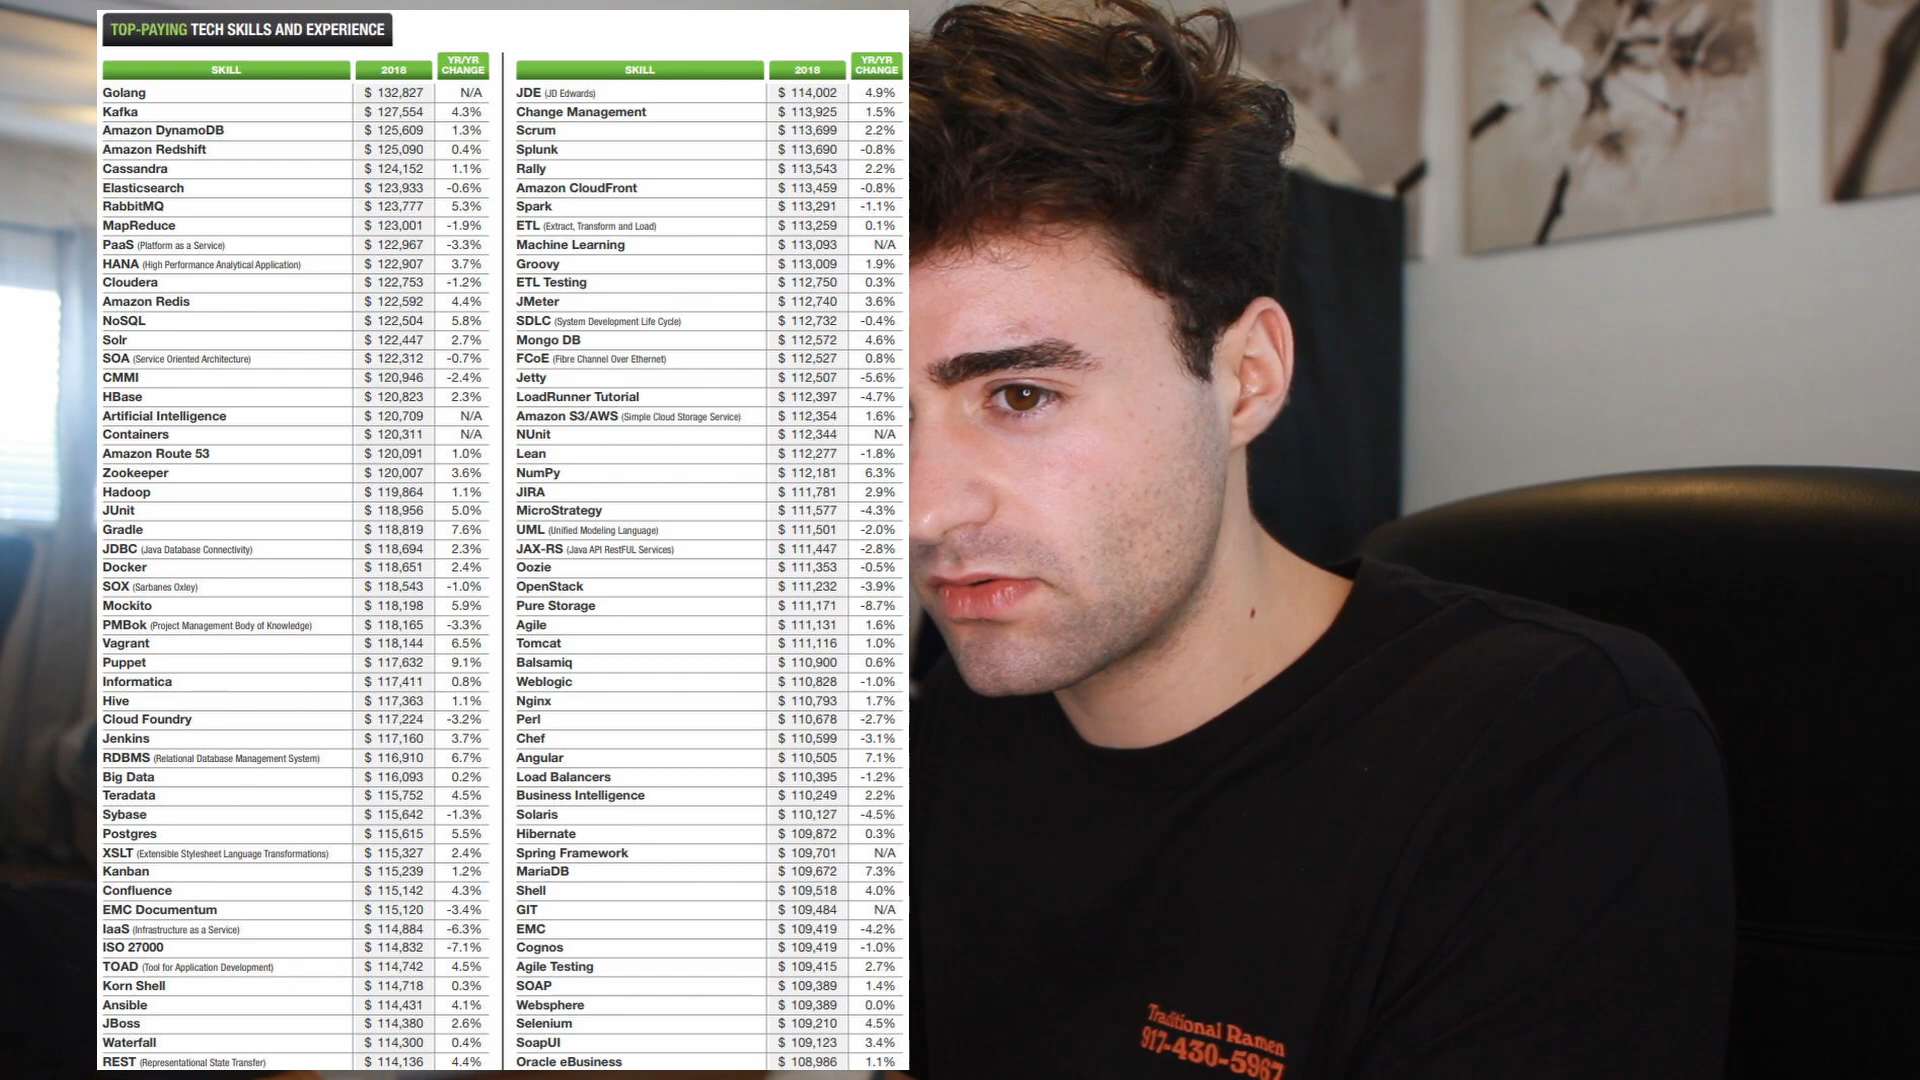 TOP-PAYING TECH SKILLS AND EXPERIENCE
SKILL 2018 YR/YR CHANGE
Golang $ 132,827 N/A
Kafka $ 127,554 4.3%
Amazon DynamoDB $ 125,609 1.3%
Amazon Redshift $ 125,090 0.4%
Cassandra $ 124,152 1.1%
Elasticsearch $ 123,933 -0.6%
RabbitMQ $ 123,777 5.3%
MapReduce $ 123,001 -1.9%
PaaS (Platform as a Service) $ 122,967 -3.3%
HANA (High Performance Analytical Application) $ 122,907 3.7%
Cloudera $ 122,753 -1.2%
Amazon Redis $ 122,592 4.4%
NoSQL $ 122,504 5.8%
Solr $ 122,447 2.7%
SOA (Service Oriented Architecture) $ 122,312 -0.7%
CMMI $ 120,946 -2.4%
HBase $ 120,823 2.3%
Artificial Intelligence $ 120,709 N/A
Containers $ 120,311 N/A
Amazon Route 53 $ 120,091 1.0%
Zookeeper $ 120,007 3.6%
Hadoop $ 119,864 1.1%
JUnit $ 118,956 5.0%
Gradle $ 118,819 7.6%
JDBC (Java Database Connectivity) $ 118,694 2.3%
Docker $ 118,651 2.4%
SOX (Sarbanes Oxley) $ 118,543 -1.0%
Mockito $ 118,198 5.9%
PMBok (Project Management Body of Knowledge) $ 118,165 -3.3%
Vagrant $ 118,144 6.5%
Puppet $ 117,632 9.1%
Informatica $ 117,411 0.8%
Hive $ 117,363 1.1%
Cloud Foundry $ 117,224 -3.2%
Jenkins $ 117,160 3.7%
RDBMS (Relational Database Management System) $ 116,910 6.7%
Big Data $ 116,093 0.2%
Teradata $ 115,752 4.5%
Sybase $ 115,642 -1.3%
Postgres $ 115,615 5.5%
XSLT (Extensible Stylesheet Language Transformations) $ 115,327 2.4%
Kanban $ 115,239 1.2%
Confluence $ 115,142 4.3%
EMC Documentum $ 115,120 -3.4%
IaaS (Infrastructure as a Service) $ 114,884 -6.3%
ISO 27000 $ 114,832 -7.1%
TOAD (Tool for Application Development) $ 114,742 4.5%
Korn Shell $ 114,718 0.3%
Ansible $ 114,431 4.1%
JBoss $ 114,380 2.6%
Waterfall $ 114,300 0.4%
REST (Representational State Transfer) $ 114,136 4.4%
SKILL 2018 YR/YR CHANGE
JDE (JD Edwards) $ 114,002 4.9%
Change Management $ 113,925 1.5%
Scrum $ 113,699 2.2%
Splunk $ 113,690 -0.8%
Rally $ 113,543 2.2%
Amazon CloudFront $ 113,459 -0.8%
Spark $ 113,291 -1.1%
ETL (Extract, Transform and Load) $ 113,259 0.1%
Machine Learning $ 113,093 N/A
Groovy $ 113,009 1.9%
ETL Testing $ 112,750 0.3%
JMeter $ 112,740 3.6%
SDLC (System Development Life Cycle) $ 112,732 -0.4%
Mongo DB $ 112,572 4.6%
FCoE (Fibre Channel Over Ethernet) $ 112,527 0.8%
Jetty $ 112,507 -5.6%
LoadRunner Tutorial $ 112,397 -4.7%
Amazon S3/AWS (Simple Cloud Storage Service) $ 112,354 1.6%
NUnit $ 112,344 N/A
Lean $ 112,277 -1.8%
NumPy $ 112,181 6.3%
JIRA $ 111,781 2.9%
MicroStrategy $ 111,577 -4.3%
UML (Unified Modeling Language) $ 111,501 -2.0%
JAX-RS (Java API RestFUL Services) $ 111,447 -2.8%
Oozie $ 111,353 -0.5%
OpenStack $ 111,232 -3.9%
Pure Storage $ 111,171 -8.7%
Agile $ 111,131 1.6%
Tomcat $ 111,116 1.0%
Balsamiq $ 110,900 0.6%
Weblogic $ 110,828 -1.0%
Nginx $ 110,793 1.7%
Perl $ 110,678 -2.7%
Chef $ 110,599 -3.1%
Angular $ 110,505 7.1%
Load Balancers $ 110,395 -1.2%
Business Intelligence $ 110,249 2.2%
Solaris $ 110,127 -4.5%
Hibernate $ 109,872 0.3%
Spring Framework $ 109,701 N/A
MariaDB $ 109,672 7.3%
Shell $ 109,518 4.0%
GIT $ 109,484 N/A
EMC $ 109,419 -4.2%
Cognos $ 109,419 -1.0%
Agile Testing $ 109,415 2.7%
SOAP $ 109,389 1.4%
Websphere $ 109,389 0.0%
Selenium $ 109,210 4.5%
SoapUI $ 109,123 3.4%
Oracle eBusiness $ 108,986 1.1%
Traditional Ramen
917-430-5967